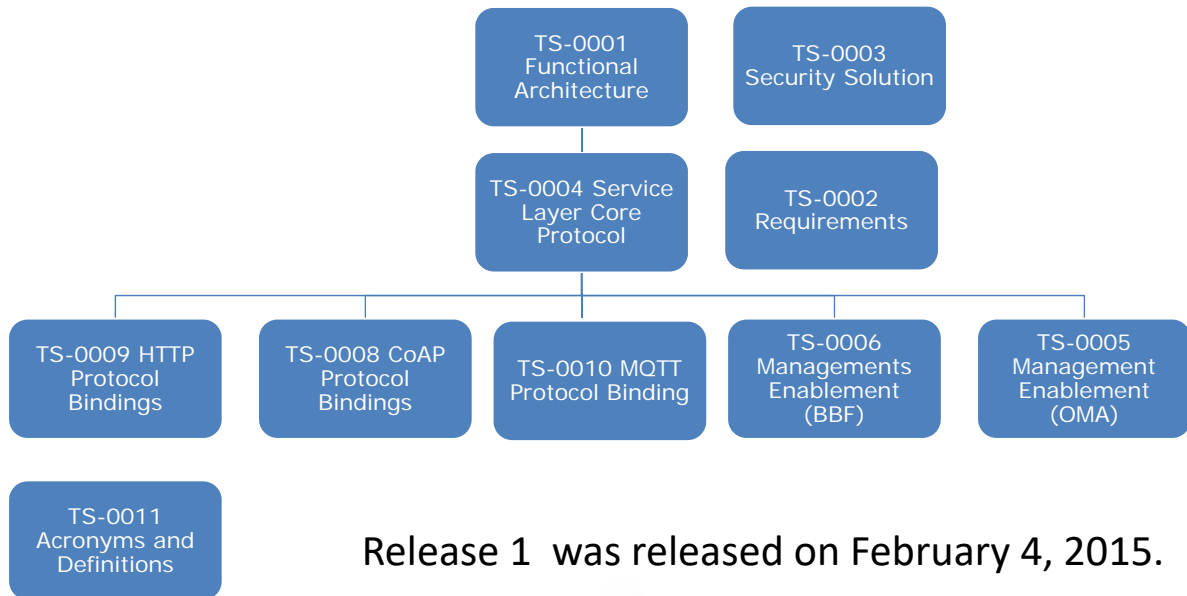 TS-0001
Functional
Architecture
TS-0003
Security Solution
TS-0004 Service
Layer Core
Protocol
TS-0002
Requirements
TS-0009 HTTP
Protocol
Bindings
TS-0008 CoAP
Protocol
Bindings
TS-0010 MQTT
Protocol Binding
TS-0006
Managements
Enablement
(BBF)
TS-0005
Management
Enablement
(OMA)
TS-0011
Acronyms and
Definitions
Release 1 was released on February 4, 2015.